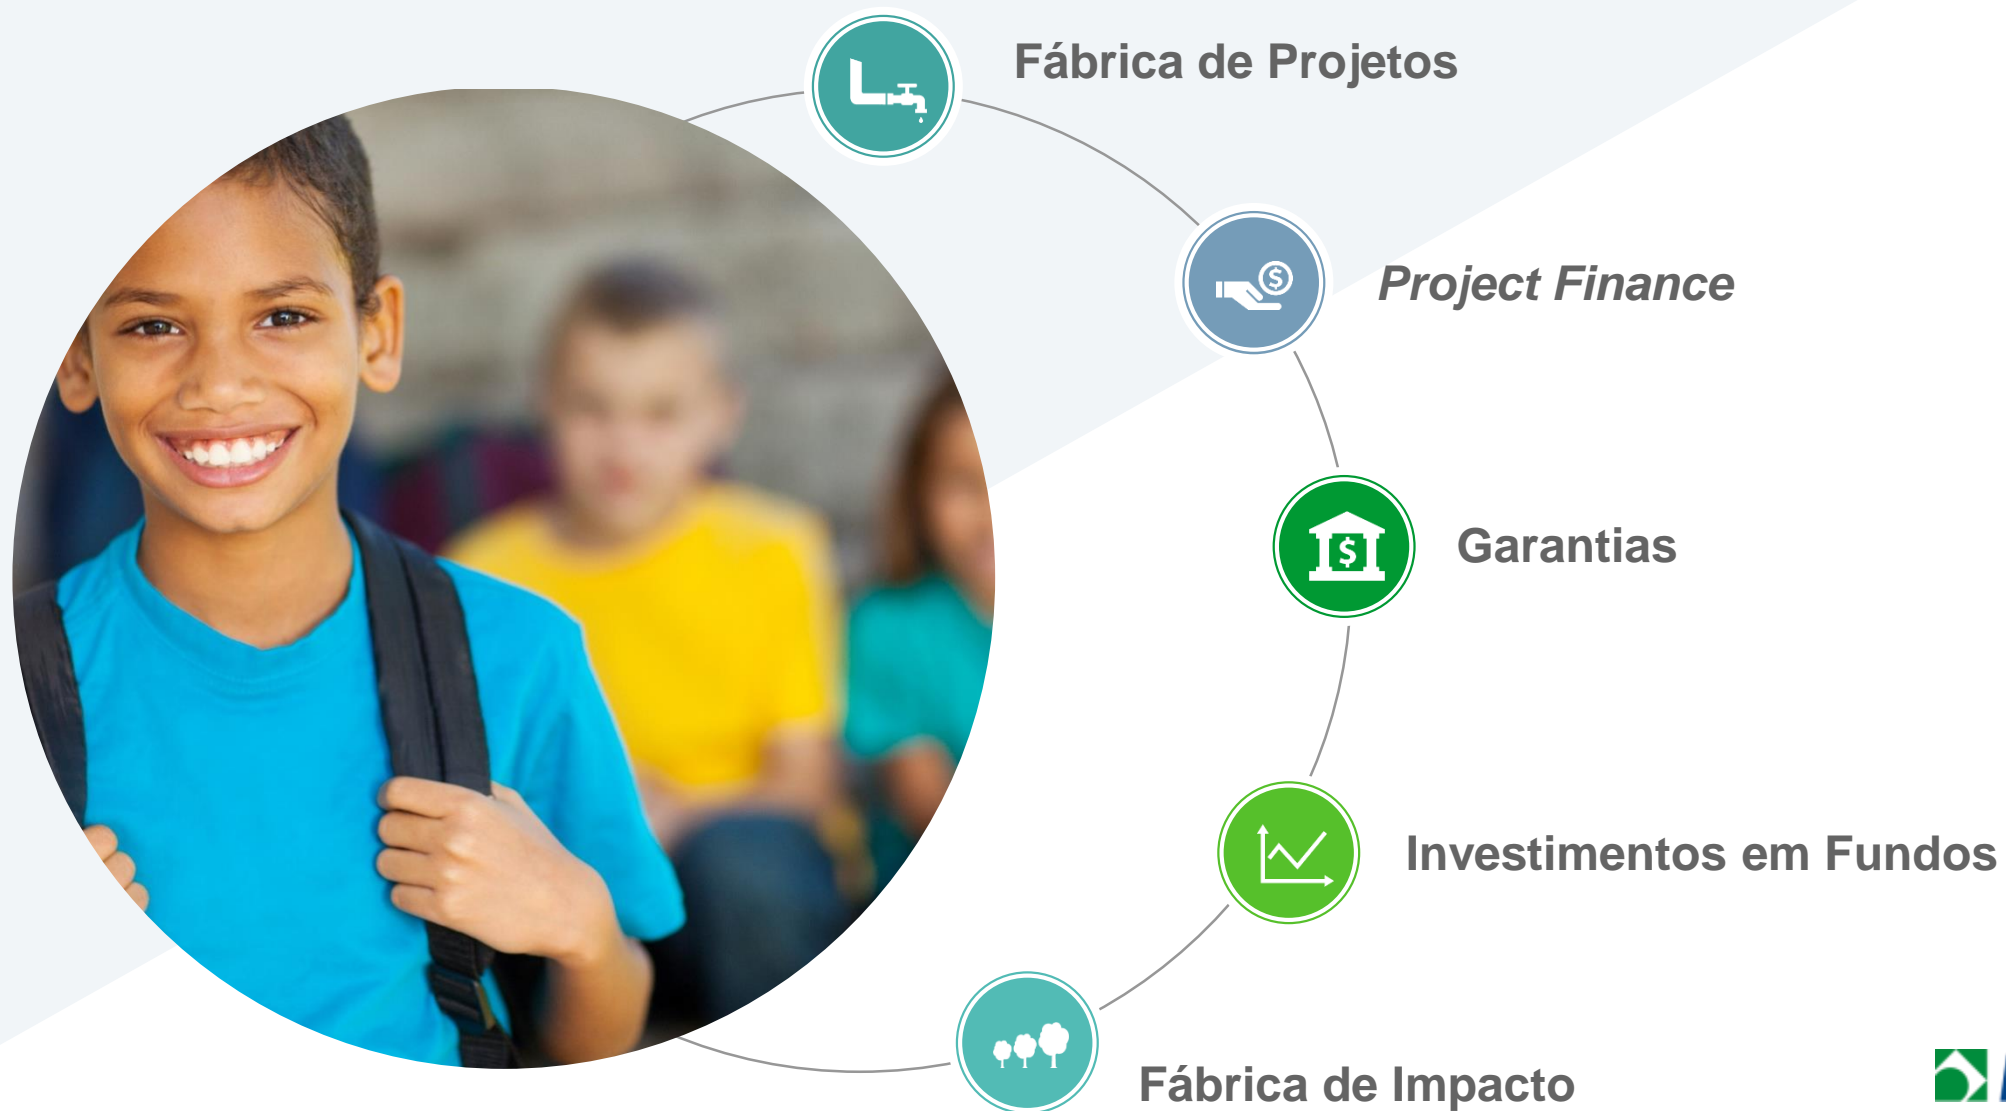 Fábrica de Projetos
Project Finance
Garantias
Investimentos em Fundos
Fábrica de Impacto